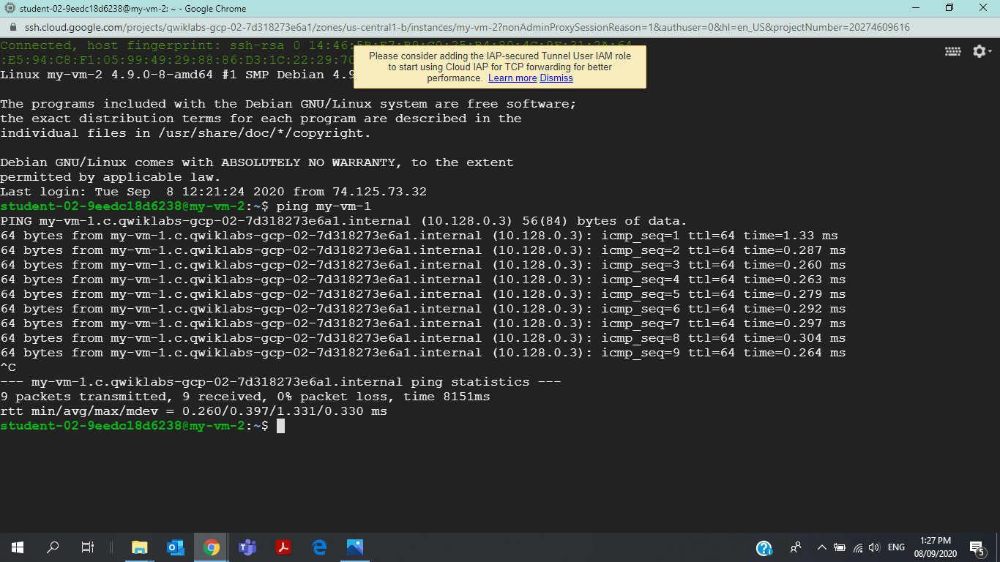 student-02-9eedc18d6238@my-vm-2: ~ - Google Chrome
ssh.cloud.google.com/projects/qwiklabs-gcp-02-7d318273e6a1/zones/us-central1-b/instances/my-vm-2?nonAdminProxySessionReason=1&authuser=0&hl=en_US&projectNumber=20274609616
Connected, host fingerprint: ssh-rsa 0 14:46:5B:F7:B9:C0:25:B4:80:4C:9F:31:2A:64
:E5:94:C8:F1:05:99:49:29:88:86:D3:1C:22:29:70
Linux my-vm-2 4.9.0-8-amd64 #1 SMP Debian 4.9
Please consider adding the IAP-secured Tunnel User IAM role
to start using Cloud IAP for TCP forwarding for better
performance. Learn more Dismiss
The programs included with the Debian GNU/Linux system are free software;
the exact distribution terms for each program are described in the
individual files in /usr/share/doc/*/copyright.
Debian GNU/Linux comes with ABSOLUTELY NO WARRANTY, to the extent
permitted by applicable law.
Last login: Tue Sep  8 12:21:24 2020 from 74.125.73.32
student-02-9eedc18d6238@my-vm-2:~$ ping my-vm-1
PING my-vm-1.c.qwiklabs-gcp-02-7d318273e6a1.internal (10.128.0.3) 56(84) bytes of data.
64 bytes from my-vm-1.c.qwiklabs-gcp-02-7d318273e6a1.internal (10.128.0.3): icmp_seq=1 ttl=64 time=1.33 ms
64 bytes from my-vm-1.c.qwiklabs-gcp-02-7d318273e6a1.internal (10.128.0.3): icmp_seq=2 ttl=64 time=0.287 ms
64 bytes from my-vm-1.c.qwiklabs-gcp-02-7d318273e6a1.internal (10.128.0.3): icmp_seq=3 ttl=64 time=0.260 ms
64 bytes from my-vm-1.c.qwiklabs-gcp-02-7d318273e6a1.internal (10.128.0.3): icmp_seq=4 ttl=64 time=0.263 ms
64 bytes from my-vm-1.c.qwiklabs-gcp-02-7d318273e6a1.internal (10.128.0.3): icmp_seq=5 ttl=64 time=0.279 ms
64 bytes from my-vm-1.c.qwiklabs-gcp-02-7d318273e6a1.internal (10.128.0.3): icmp_seq=6 ttl=64 time=0.292 ms
64 bytes from my-vm-1.c.qwiklabs-gcp-02-7d318273e6a1.internal (10.128.0.3): icmp_seq=7 ttl=64 time=0.297 ms
64 bytes from my-vm-1.c.qwiklabs-gcp-02-7d318273e6a1.internal (10.128.0.3): icmp_seq=8 ttl=64 time=0.304 ms
64 bytes from my-vm-1.c.qwiklabs-gcp-02-7d318273e6a1.internal (10.128.0.3): icmp_seq=9 ttl=64 time=0.264 ms
^C
--- my-vm-1.c.qwiklabs-gcp-02-7d318273e6a1.internal ping statistics ---
9 packets transmitted, 9 received, 0% packet loss, time 8151ms
rtt min/avg/max/mdev = 0.260/0.397/1.331/0.330 ms
student-02-9eedc18d6238@my-vm-2:~$
ENG
1:27 PM
08/09/2020
5